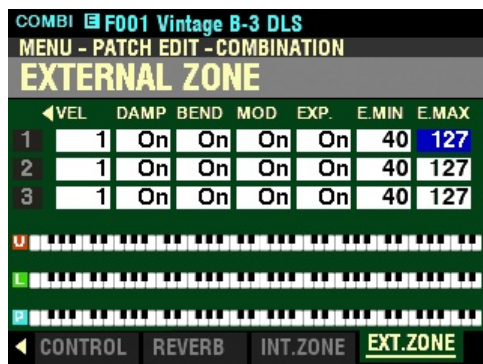 COMBI E F001 Vintage B-3 DLS
MENU - PATCH EDIT - COMBINATION
EXTERNAL ZONE
VEL DAMP BEND MOD EXP. E.MIN E.MAX
1 1 On On On On 40 127
2 1 On On On On 40 127
3 1 On On On On 40 127
U
L
P
CONTROL REVERB INT.ZONE EXT.ZONE